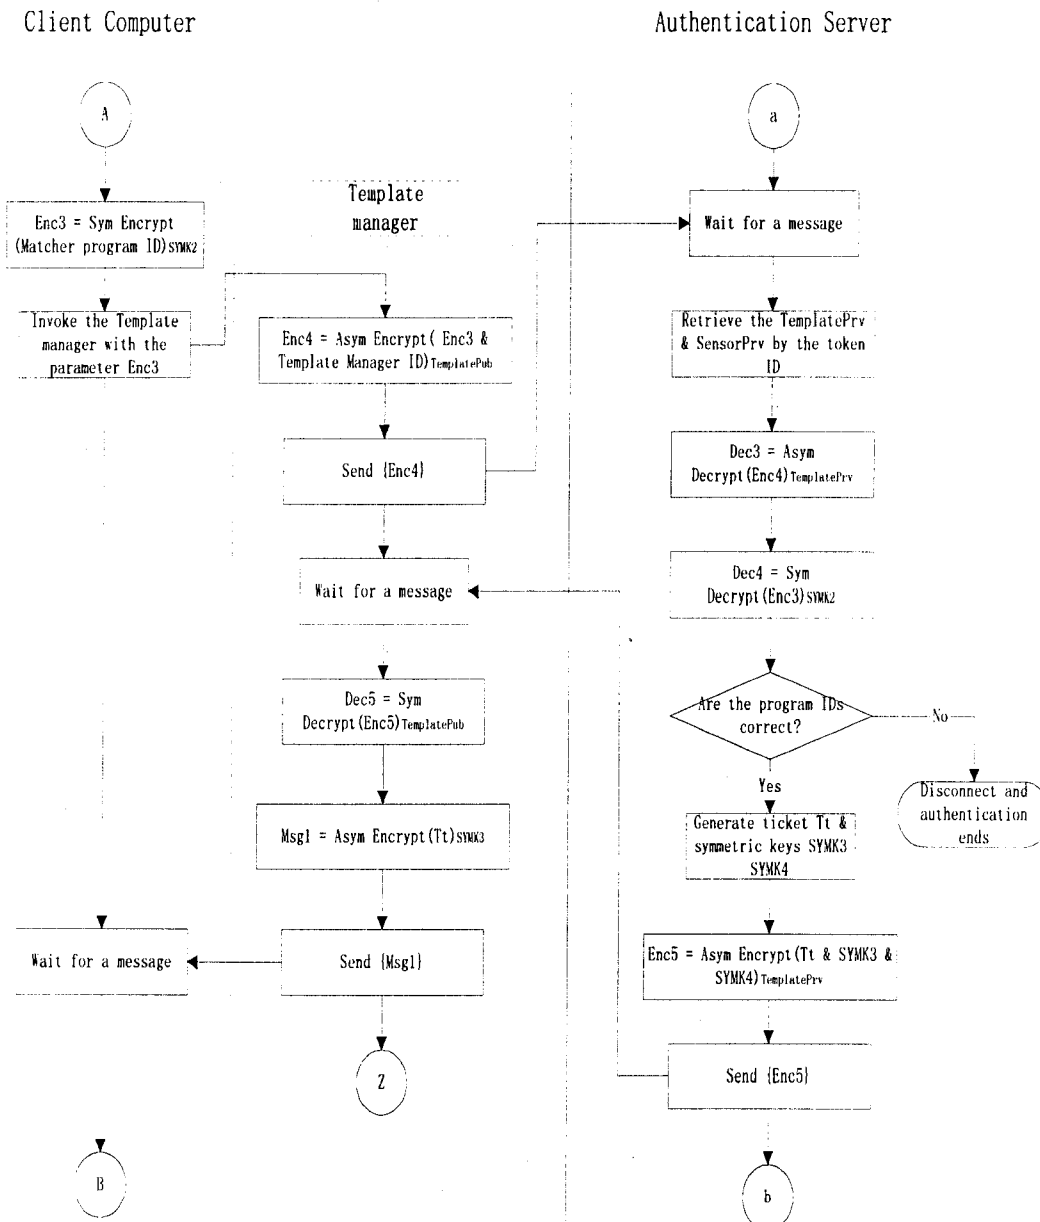 Client Computer
Authentication Server
A
a
Template
manager
Enc3 = Sym Encrypt
(Matcher program ID)SYMK2
Wait for a message
Invoke the Template
manager with the
parameter Enc3
Enc4 = Asym Encrypt( Enc3 &
Template Manager ID)TemplatePub
Retrieve the TemplatePrv
& SensorPrv by the token
ID
Send {Enc4}
Dec3 = Asym
Decrypt(Enc4)TemplatePrv
Wait for a message
Dec4 = Sym
Decrypt(Enc3)SYMK2
Dec5 = Sym
Decrypt(Enc5)TemplatePub
Are the program IDs
correct?
No
Yes
Disconnect and
authentication
ends
Msg1 = Asym Encrypt(Tt)SYMK3
Generate ticket Tt &
symmetric keys SYMK3
SYMK4
Wait for a message
Send {Msg1}
Enc5 = Asym Encrypt(Tt & SYMK3 &
SYMK4)TemplatePrv
Z
Send {Enc5}
B
b